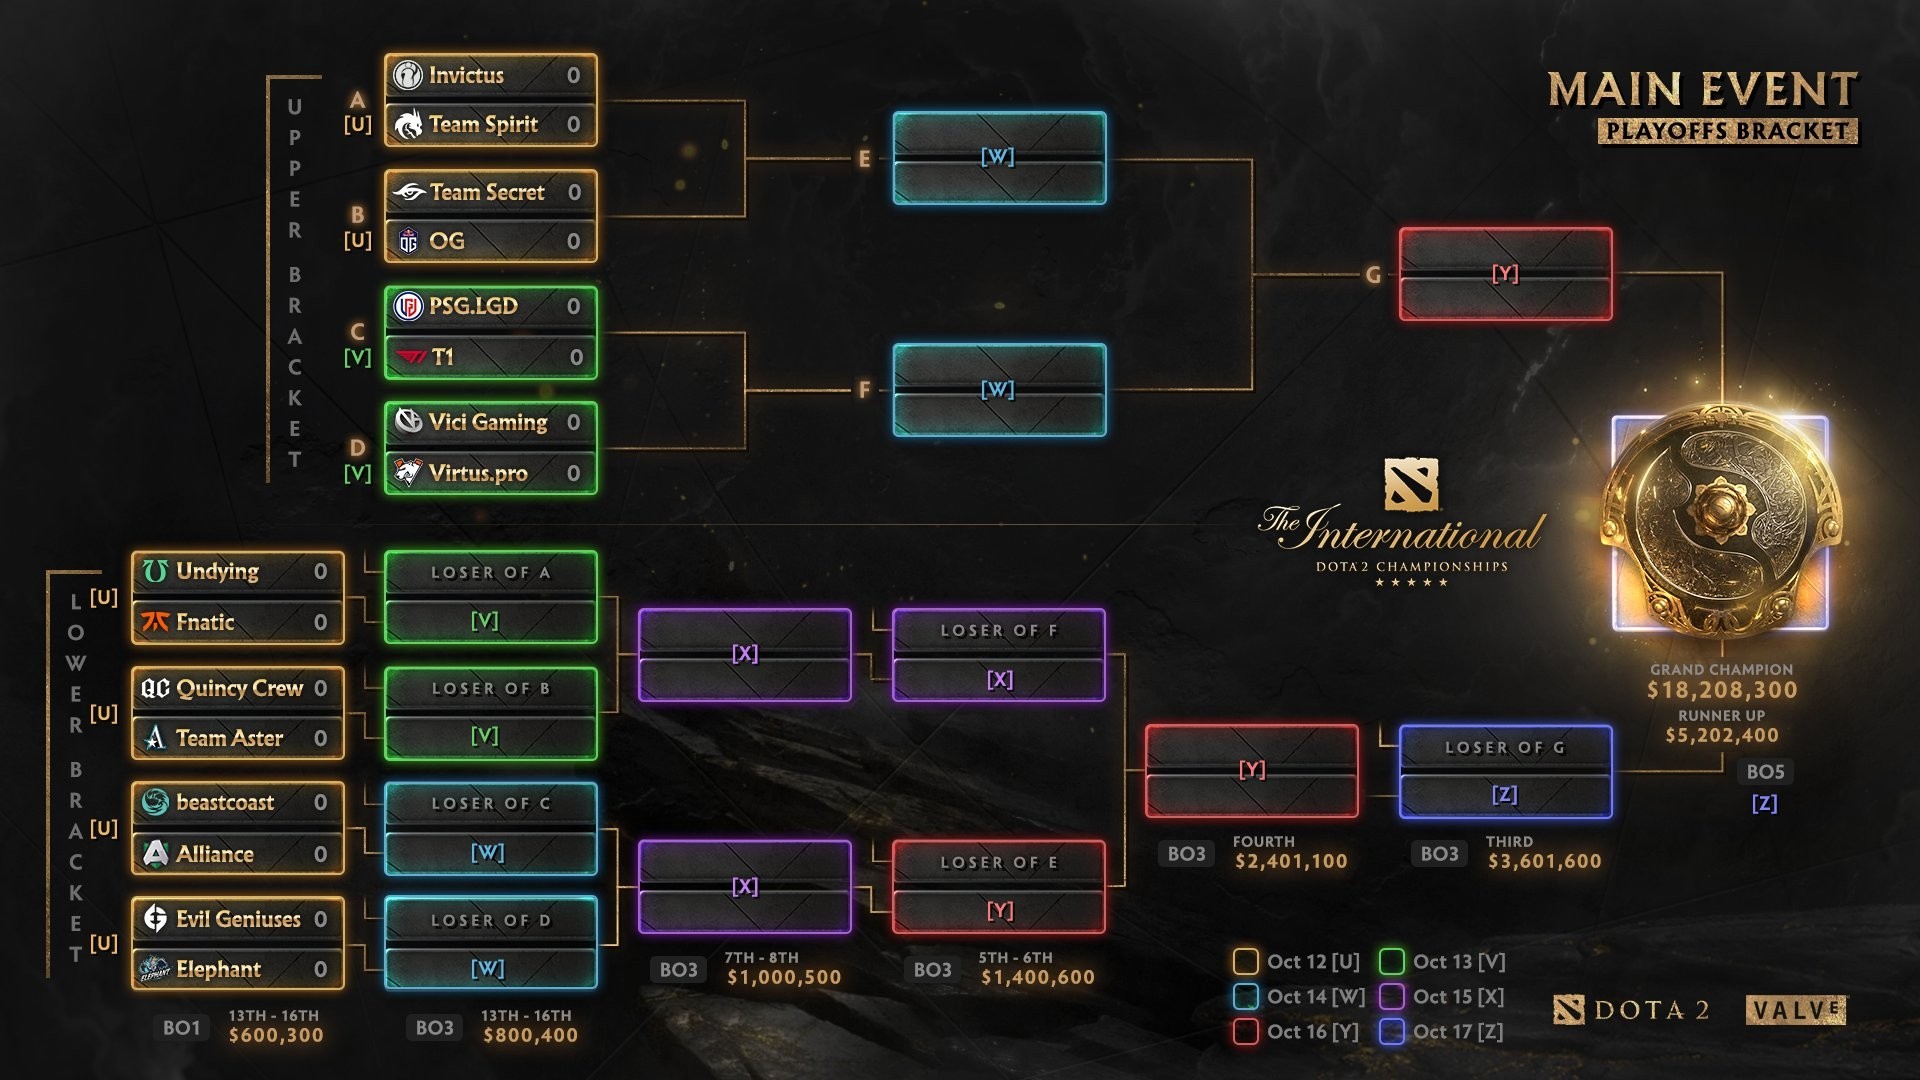 MAIN EVENT
PLAYOFFS BRACKET
UPPER BRACKET
A
[U]
Invictus 0
Team Spirit 0
B
[U]
Team Secret 0
OG 0
C
[V]
PSG.LGD 0
T1 0
D
[V]
Vici Gaming 0
Virtus.pro 0
E
[W]
F
[W]
G
[Y]
The International
DOTA 2 CHAMPIONSHIPS
GRAND CHAMPION
$18,208,300
RUNNER UP
$5,202,400
BO5
[Z]
LOWER BRACKET
[U]
Undying 0
Fnatic 0
[U]
Quincy Crew 0
Team Aster 0
[U]
beastcoast 0
Alliance 0
[U]
Evil Geniuses 0
ELEPHANT
Elephant 0
BO1
13TH - 16TH
$600,300
LOSER OF A
[V]
LOSER OF B
[V]
LOSER OF C
[W]
LOSER OF D
[W]
BO3
13TH - 16TH
$800,400
[X]
[X]
BO3
7TH - 8TH
$1,000,500
LOSER OF F
[X]
LOSER OF E
[Y]
BO3
5TH - 6TH
$1,400,600
[Y]
BO3
FOURTH
$2,401,100
LOSER OF G
[Z]
BO3
THIRD
$3,601,600
Oct 12 [U] Oct 13 [V]
Oct 14 [W] Oct 15 [X]
Oct 16 [Y] Oct 17 [Z]
DOTA 2
VALVE